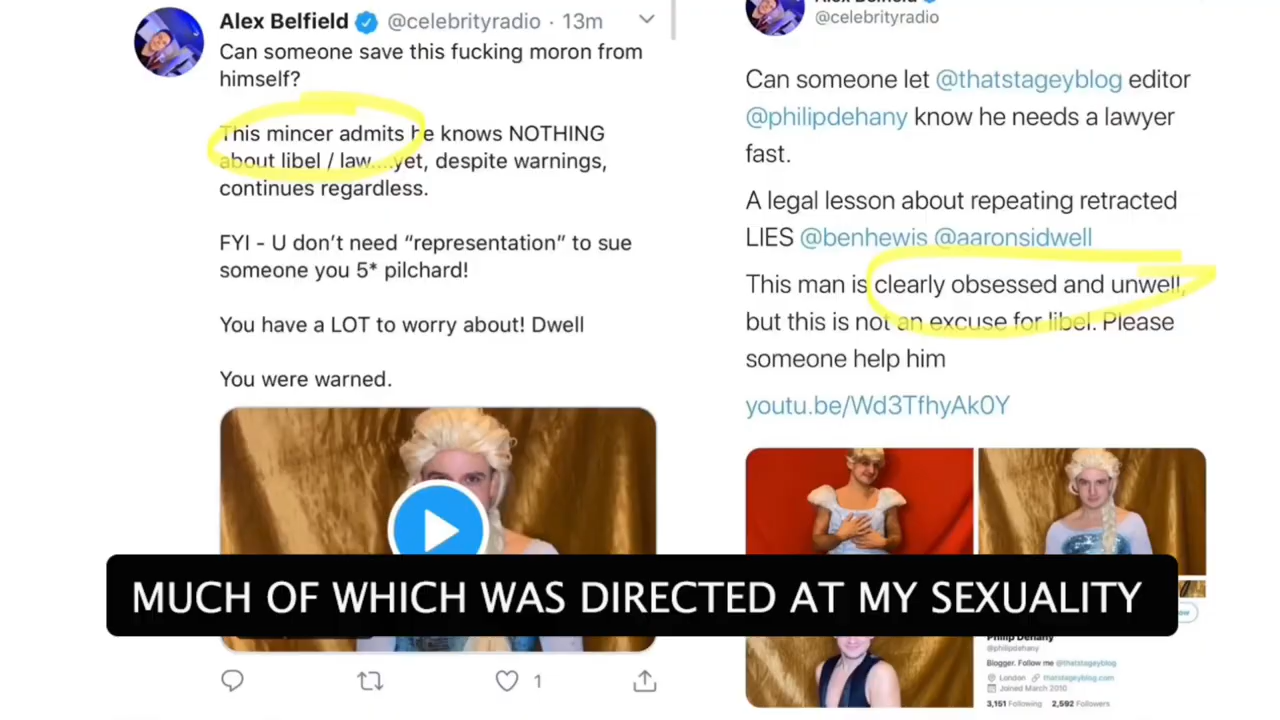 Alex Belfield @celebrityradio · 13m
Can someone save this fucking moron from
himself?
This mincer admits he knows NOTHING
about libel / law....yet, despite warnings,
continues regardless.
FYI - U don't need “representation” to sue
someone you 5* pilchard!
You have a LOT to worry about! Dwell
You were warned.
1
Alex Belfield
@celebrityradio
Can someone let @thatstageyblog editor
@philipdehany know he needs a lawyer
fast.
A legal lesson about repeating retracted
LIES @benhewis @aaronsidwell
This man is clearly obsessed and unwell,
but this is not an excuse for libel. Please
someone help him
youtu.be/Wd3TfhyAk0Y
Philip Dehany
@philipdehany
Blogger. Follow me @thatstageyblog
London thatstageyblog.com
Joined March 2010
3,151 Following 2,592 Followers
MUCH OF WHICH WAS DIRECTED AT MY SEXUALITY